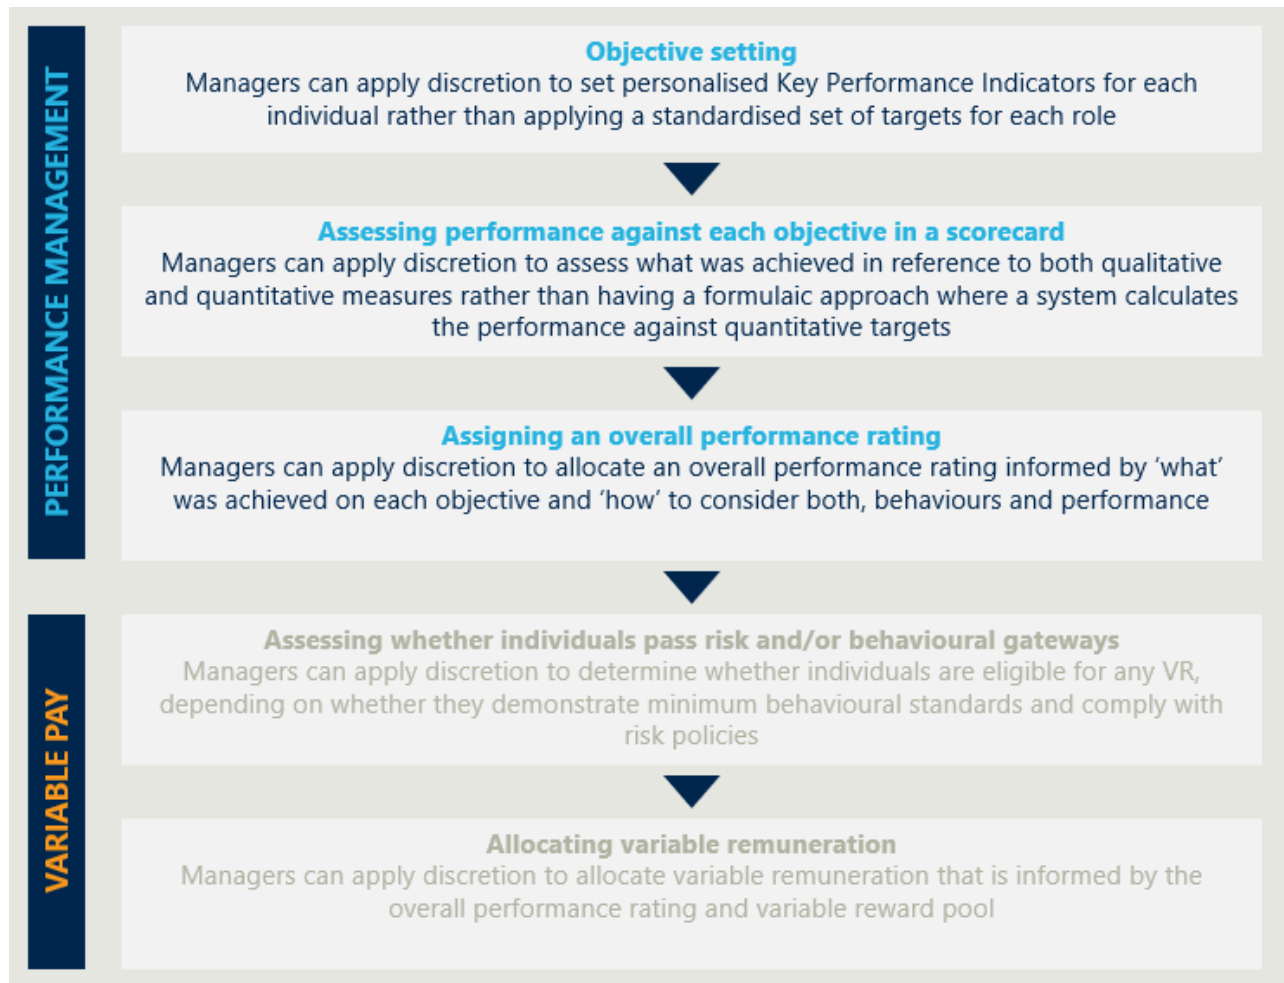 PERFORMANCE MANAGEMENT
Objective setting
Managers can apply discretion to set personalised Key Performance Indicators for each
individual rather than applying a standardised set of targets for each role
Assessing performance against each objective in a scorecard
Managers can apply discretion to assess what was achieved in reference to both qualitative
and quantitative measures rather than having a formulaic approach where a system calculates
the performance against quantitative targets
Assigning an overall performance rating
Managers can apply discretion to allocate an overall performance rating informed by ‘what’
was achieved on each objective and ‘how’ to consider both, behaviours and performance
VARIABLE PAY
Assessing whether individuals pass risk and/or behavioural gateways
Managers can apply discretion to determine whether individuals are eligible for any VR,
depending on whether they demonstrate minimum behavioural standards and comply with
risk policies
Allocating variable remuneration
Managers can apply discretion to allocate variable remuneration that is informed by the
overall performance rating and variable reward pool